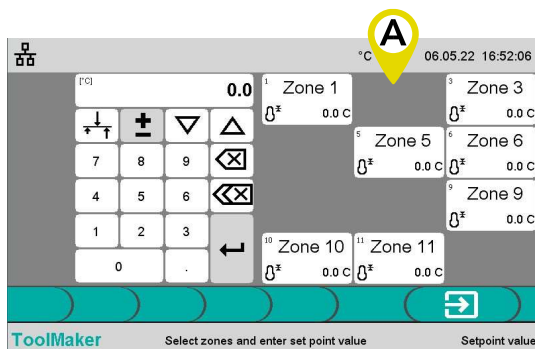 A
°C 06.05.22 16:52:06
[°C] 0.0
±
7 8 9
4 5 6
1 2 3
0 .
1 Zone 1
0.0 C
3 Zone 3
0.0 C
5 Zone 5
0.0 C
6 Zone 6
0.0 C
9 Zone 9
0.0 C
10 Zone 10
0.0 C
11 Zone 11
0.0 C
ToolMaker Select zones and enter set point value Setpoint value